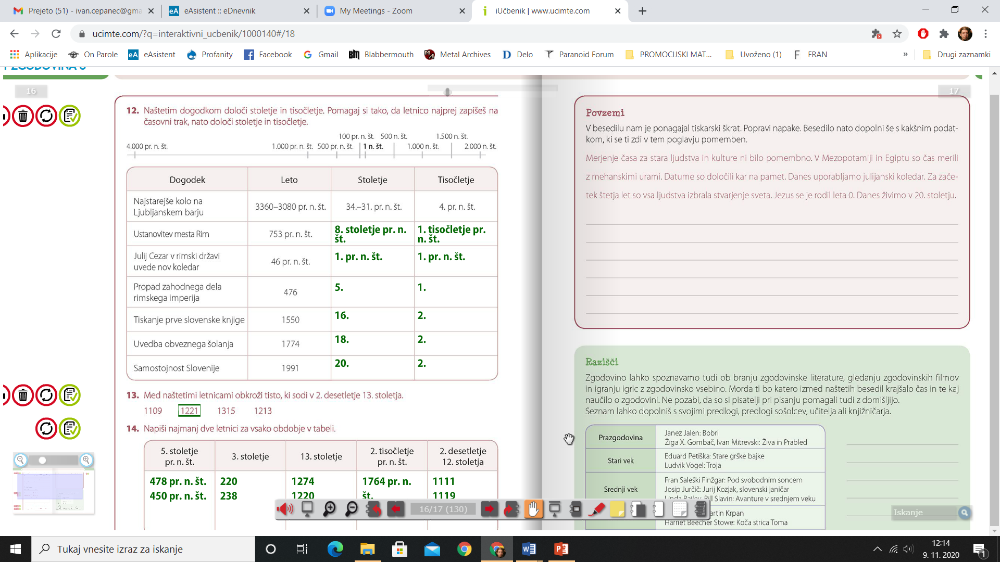 Prejeto (51) - ivan.cepanec@gma
eAsistent :: eDnevnik
My Meetings - Zoom
iUčbenik | www.ucimte.com
ucimte.com/?q=interaktivni_ucbenik/1000140#/18
Aplikacije
On Parole
eAsistent
Profanity
Facebook
Gmail
Blabbermouth
Metal Archives
Delo
Paranoid Forum
PROMOCIJSKI MAT...
Uvoženo (1)
FRAN
»
Drugi zaznamki
16
12. Naštetim dogodkom določi stoletje in tisočletje. Pomagaj si tako, da letnico najprej zapišeš na
časovni trak, nato določi stoletje in tisočletje.
100 pr. n. št. 500 n. št. 1.500 n. št.
4.000 pr. n. št. 1.000 pr. n. št. 500 pr. n. št. 1 n. št. 1.000 n. št. 2.000 n. št.
Dogodek Leto Stoletje Tisočletje
Najstarejše kolo na
Ljubljanskem barju
3360–3080 pr. n. št. 34.–31. pr. n. št. 4. pr. n. št.
Ustanovitev mesta Rim 753 pr. n. št.
8. stoletje pr. n.
št.
1. tisočletje pr.
n. št.
Julij Cezar v rimski državi
uvede nov koledar
46 pr. n. št. 1. pr. n. št. 1. pr. n. št.
Propad zahodnega dela
rimskega imperija
476 5. 1.
Tiskanje prve slovenske knjige 1550 16. 2.
Uvedba obveznega šolanja 1774 18. 2.
Samostojnost Slovenije 1991 20. 2.
13. Med naštetimi letnicami obkroži tisto, ki sodi v 2. desetletje 13. stoletja.
1109 1221 1315 1213
14. Napiši najmanj dve letnici za vsako obdobje v tabeli.
5. stoletje
pr. n. št.
3. stoletje
13. stoletje
2. tisočletje
pr. n. št.
2. desetletje
12. stoletja
478 pr. n. št. 220 1274 1764 pr. n. 1111
450 pr. n. št. 238 1220 št. 1119
17
Povzemi
V besedilu nam je ponagajal tiskarski škrat. Popravi napake. Besedilo nato dopolni še s kakšnim podat-
kom, ki se ti zdi v tem poglavju pomemben.
Merjenje časa za stara ljudstva in kulture ni bilo pomembno. V Mezopotamiji in Egiptu so čas merili
z mehanskimi urami. Datume so določili kar na pamet. Danes uporabljamo julijanski koledar. Za zače-
tek štetja let so vsa ljudstva izbrala stvarjenje sveta. Jezus se je rodil leta 0. Danes živimo v 20. stoletju.
Razišči
Zgodovino lahko spoznavamo tudi ob branju zgodovinske literature, gledanju zgodovinskih filmov
in igranju igric z zgodovinsko vsebino. Morda ti bo katero izmed naštetih besedil krajšalo čas in te kaj
naučilo o zgodovini. Ne pozabi, da so si pisatelji pri pisanju pomagali tudi z domišljijo.
Seznam lahko dopolniš s svojimi predlogi, predlogi sošolcev, učitelja ali knjižničarja.
Prazgodovina
Janez Jalen: Bobri
Žiga X. Gombač, Ivan Mitrevski: Živa in Prabled
Stari vek
Eduard Petiška: Stare grške bajke
Ludvik Vogel: Troja
Srednji vek
Fran Saleški Finžgar: Pod svobodnim soncem
Josip Jurčič: Jurij Kozjak, slovenski janičar
Linda Bailey, Bill Slavin: Avanture v srednjem veku
artin Krpan
Harriet Beecher Stowe: Koča strica Toma
16/17 (130)
Iskanje
Tukaj vnesite izraz za iskanje
12:14
9. 11. 2020
1